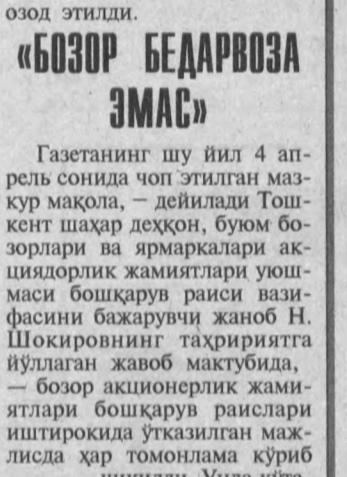 озод этилди.
«БОЗОР БЕДАРВОЗА
ЭМАС»
Газетанинг шу йил 4 ап-
рель сонида чоп этилган маз-
кур мақола, — дейилади Тош-
кент шаҳар деҳқон, буюм бо-
зорлари ва ярмаркалари ак-
циядорлик жамиятлари уюш-
маси бошқарув раиси вази-
фасини бажарувчи жаноб Н.
Шокировнинг таҳририятга
йўллаган жавоб мактубида,
— бозор акционерлик жами-
ятлари бошқарув раислари
иштирокида ўтказилган маж-
лисда ҳар томонлама кўриб